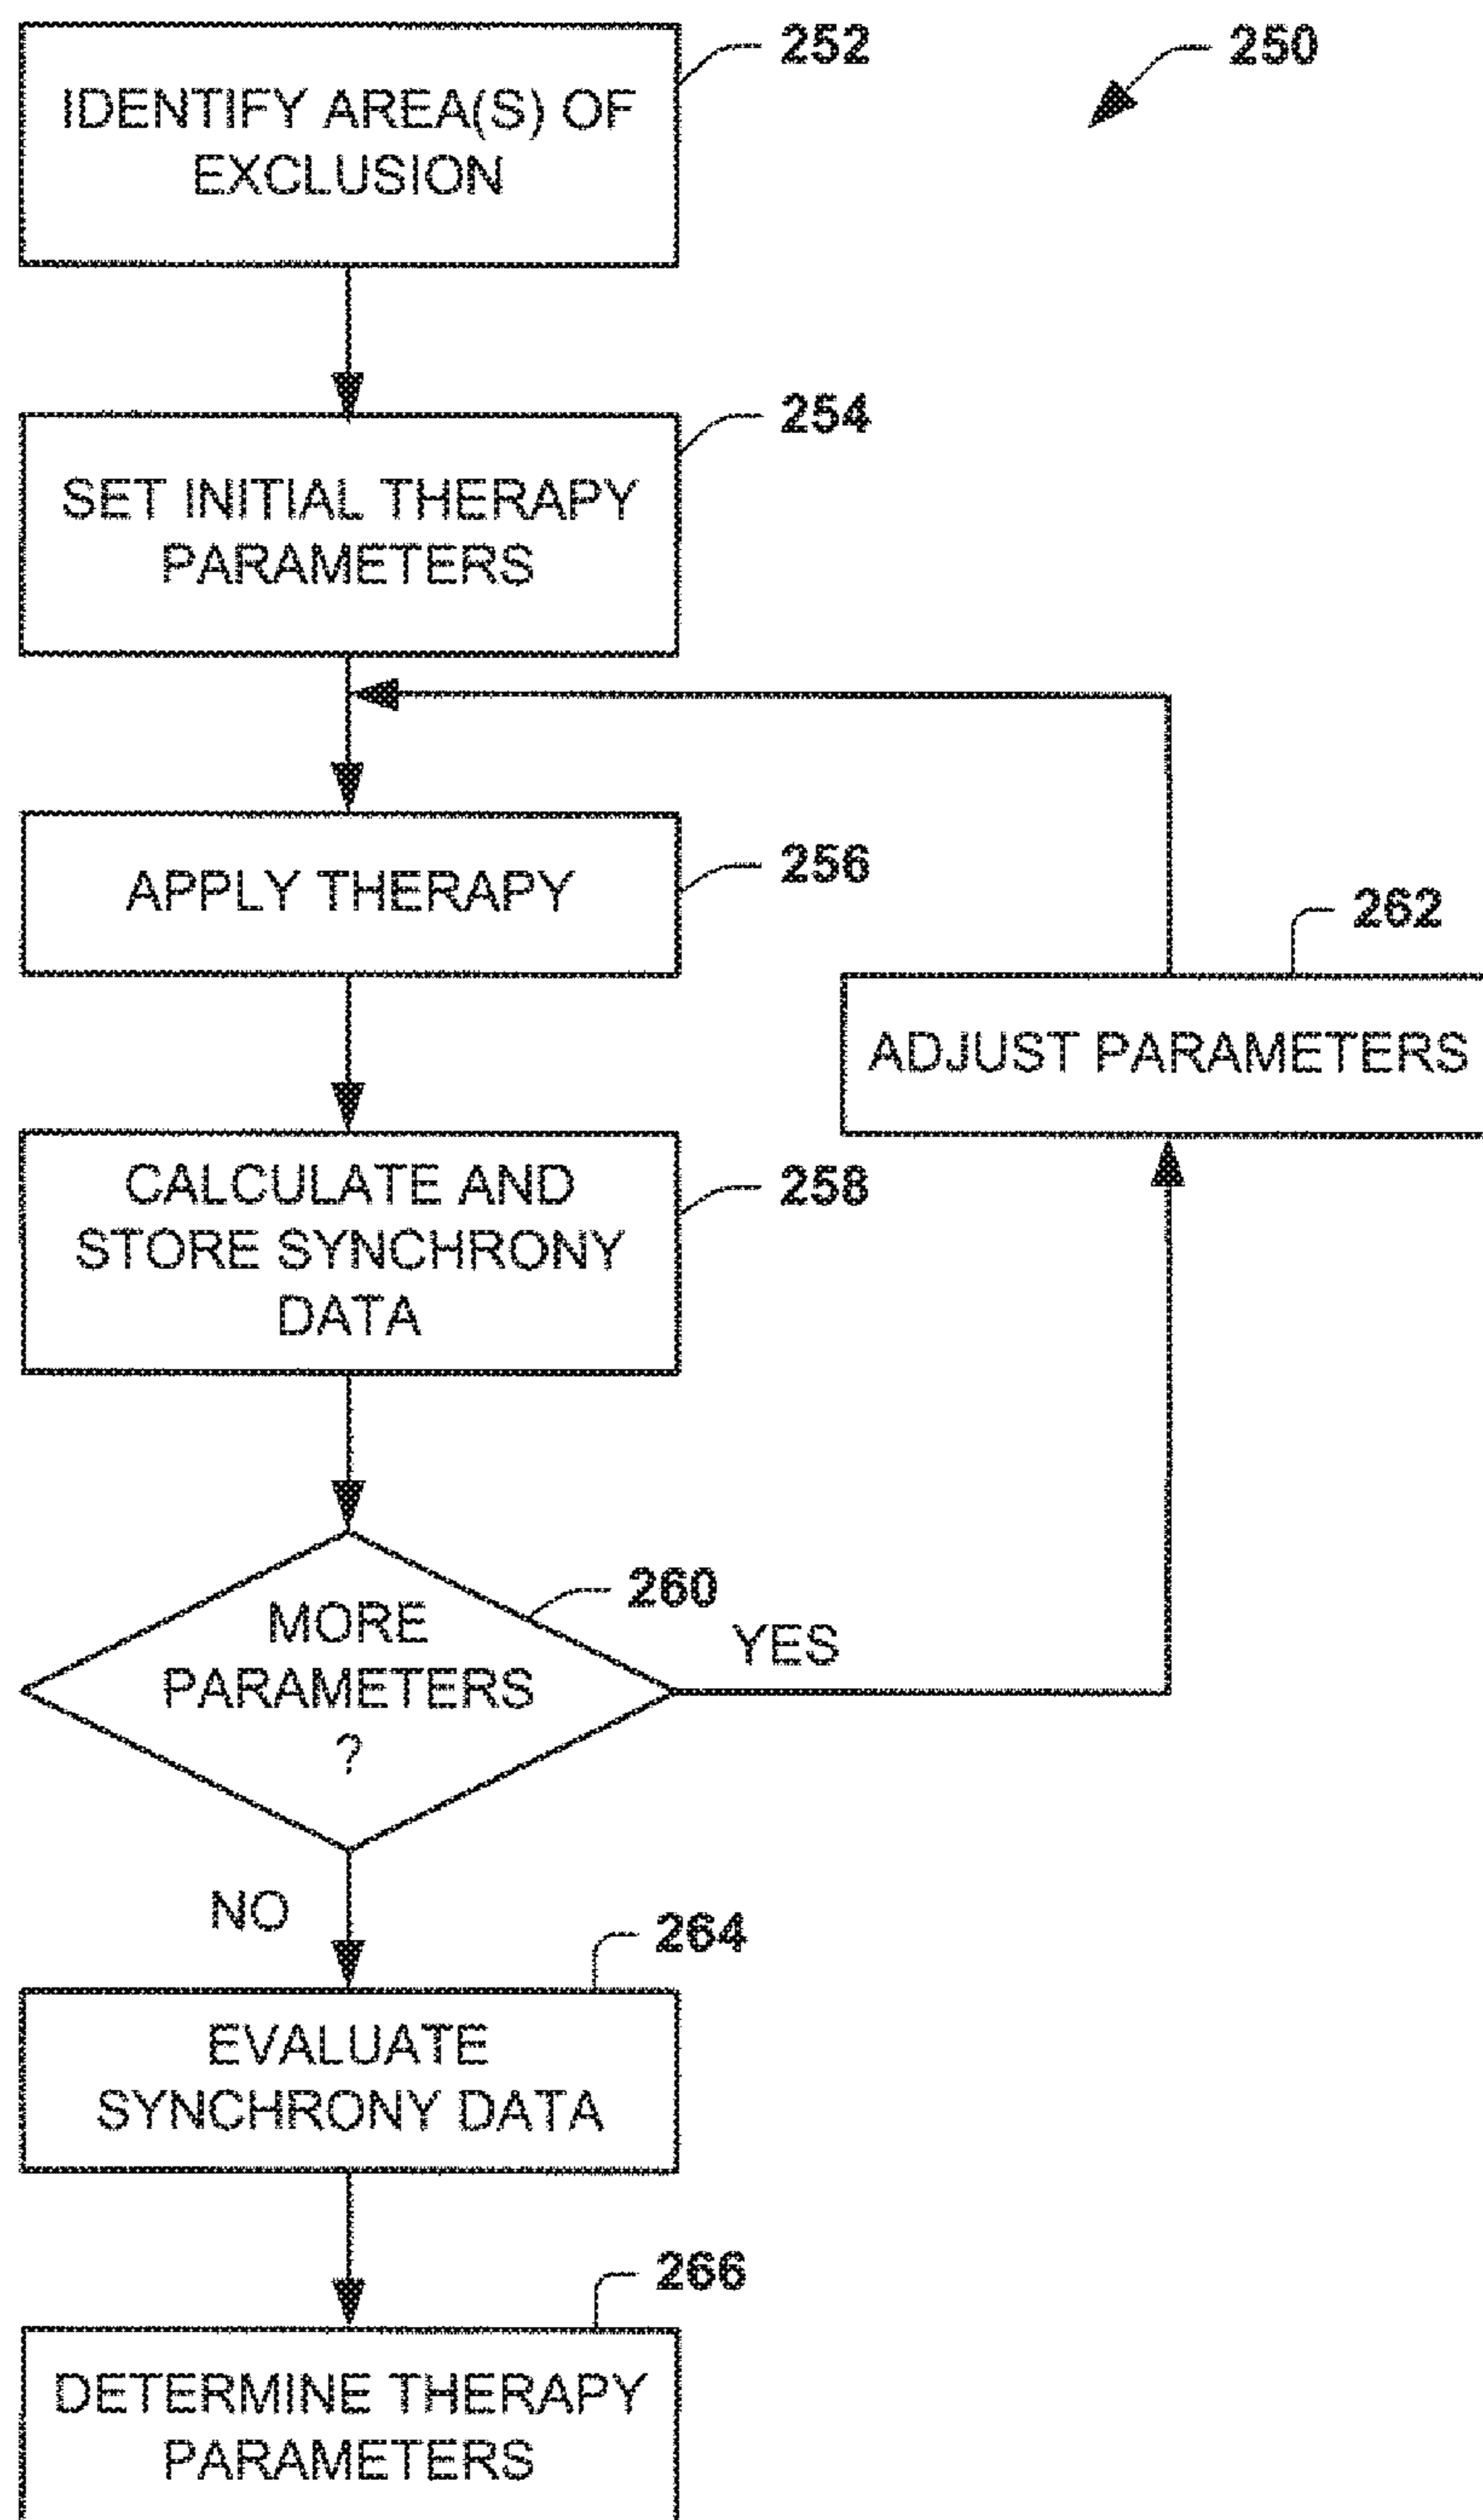 252
250
IDENTIFY AREA(S) OF
EXCLUSION
254
SET INITIAL THERAPY
PARAMETERS
256
APPLY THERAPY
262
ADJUST PARAMETERS
258
CALCULATE AND
STORE SYNCHRONY
DATA
260
MORE
PARAMETERS
?
YES
NO
264
EVALUATE
SYNCHRONY DATA
266
DETERMINE THERAPY
PARAMETERS